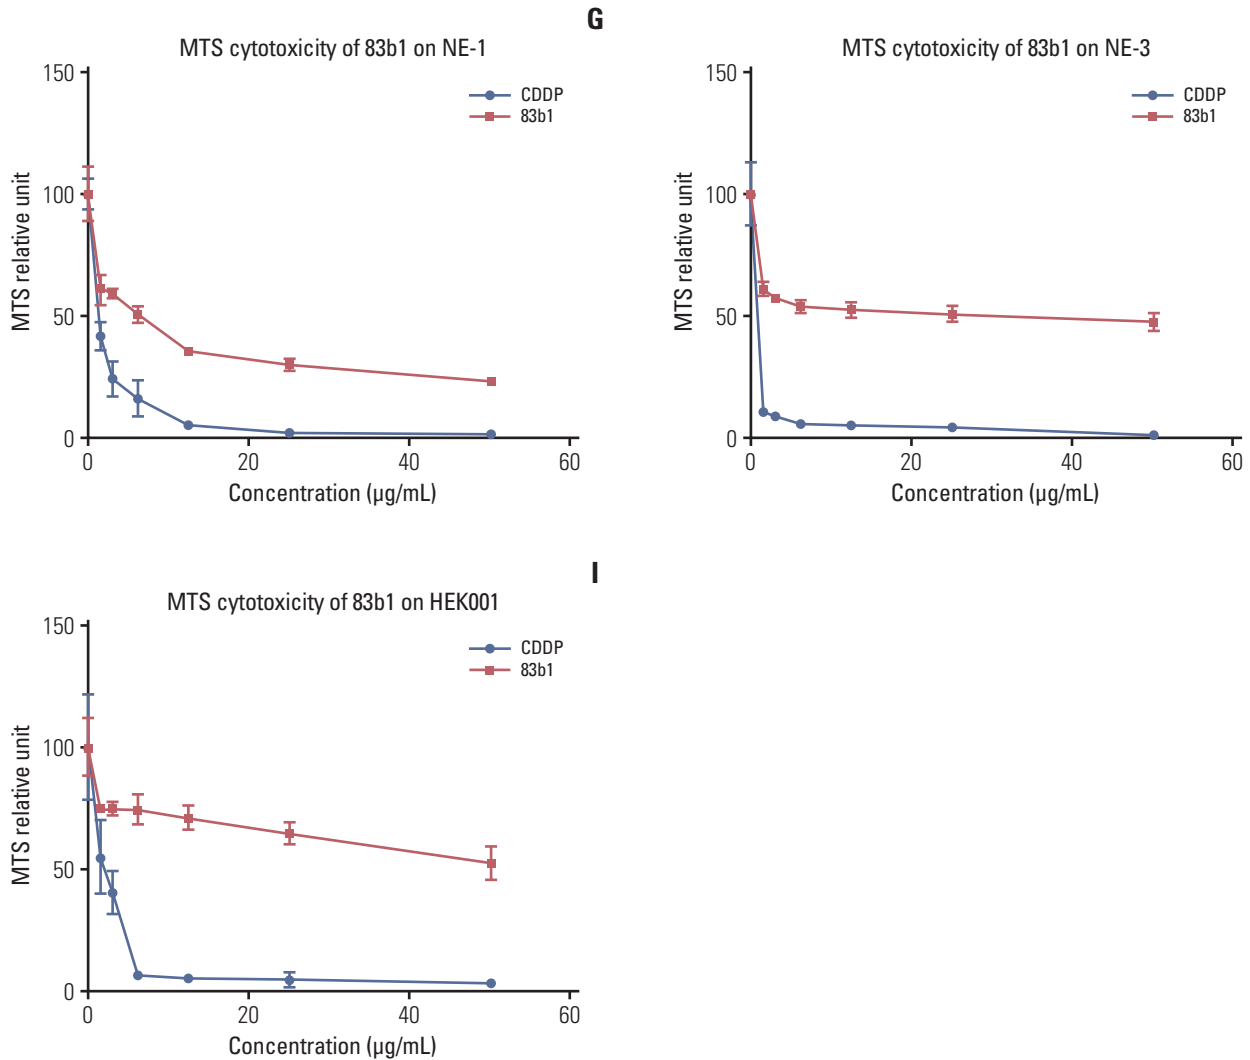 G
MTS cytotoxicity of 83b1 on NE-1
150
100
50
0
MTS relative unit
CDDP
83b1
0 20 40 60
Concentration (µg/mL)
MTS cytotoxicity of 83b1 on NE-3
150
100
50
0
MTS relative unit
CDDP
83b1
0 20 40 60
Concentration (µg/mL)
I
MTS cytotoxicity of 83b1 on HEK001
150
100
50
0
MTS relative unit
CDDP
83b1
0 20 40 60
Concentration (µg/mL)